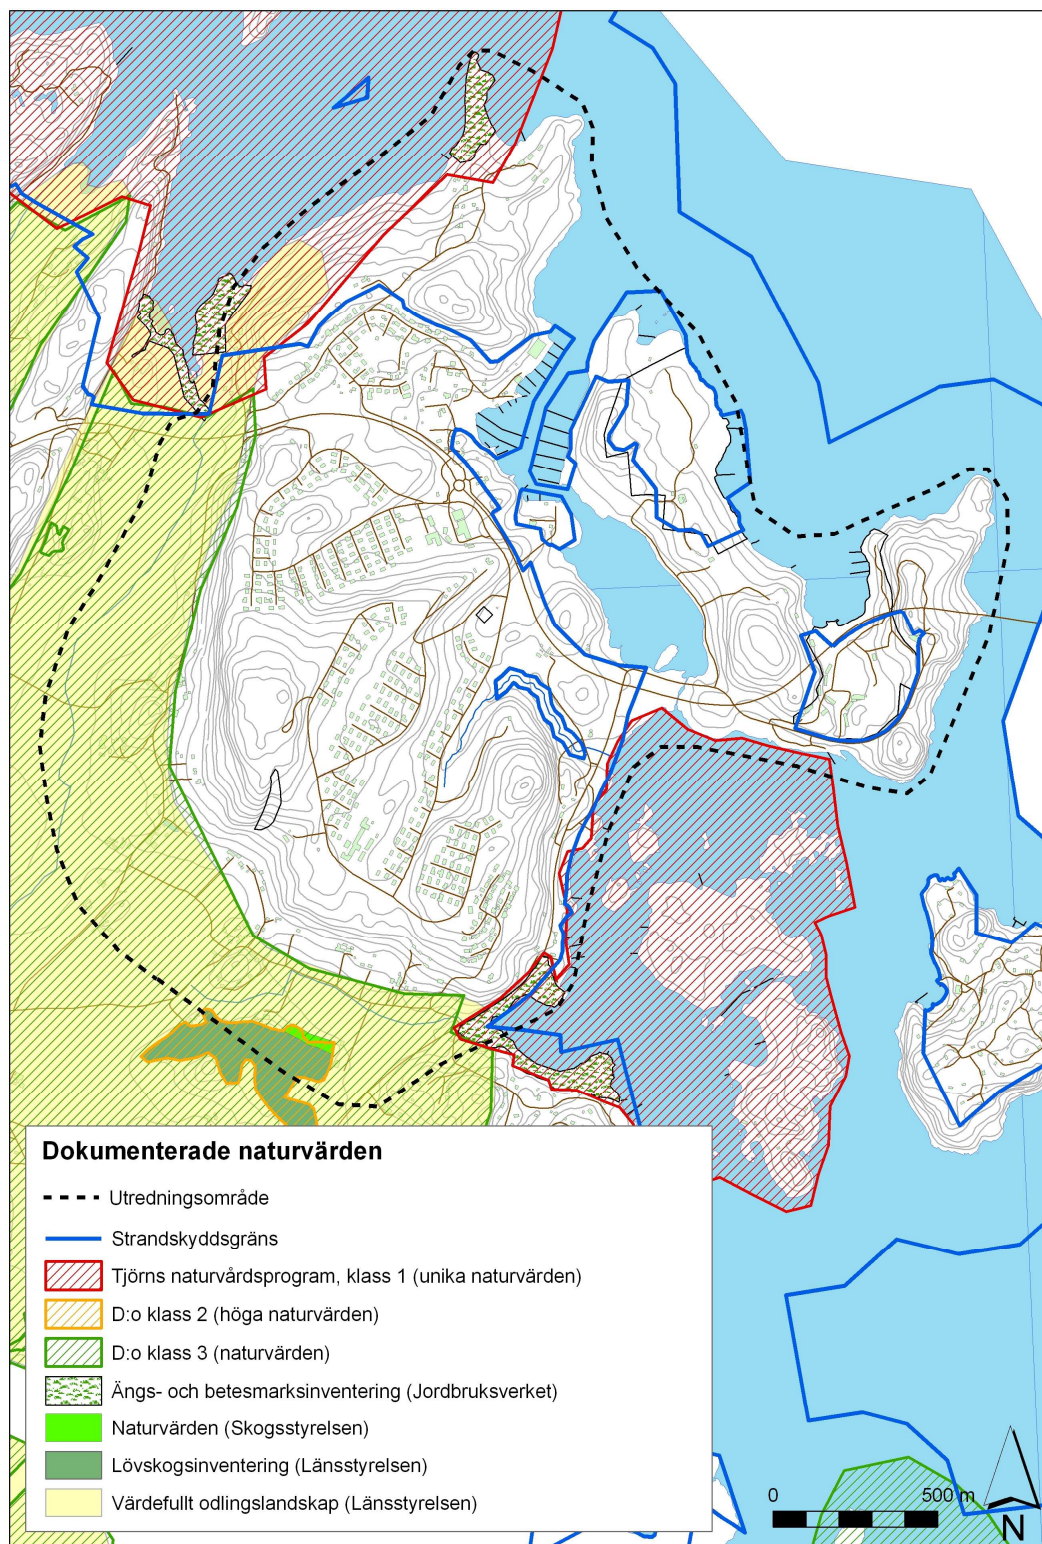 Dokumenterade naturvärden
Utredningsområde
Strandskyddsgräns
Tjörns naturvårdsprogram, klass 1 (unika naturvärden)
D:o klass 2 (höga naturvärden)
D:o klass 3 (naturvärden)
Ängs- och betesmarksinventering (Jordbruksverket)
Naturvärden (Skogsstyrelsen)
Lövskogsinventering (Länsstyrelsen)
Värdefullt odlingslandskap (Länsstyrelsen)
0 500 m
N